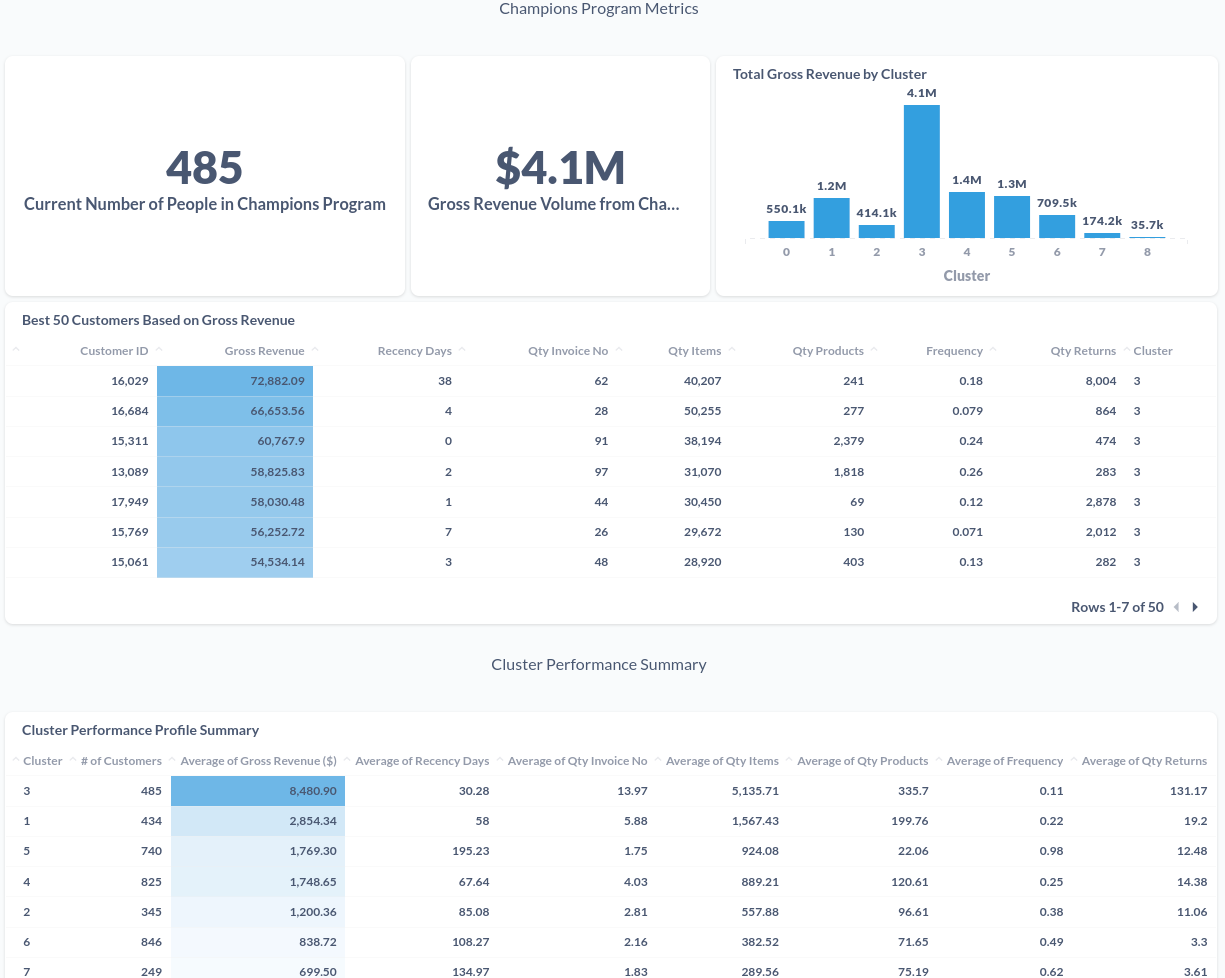 Champions Program Metrics
485
Current Number of People in Champions Program
$4.1M
Gross Revenue Volume from Cha...
Total Gross Revenue by Cluster
550.1k 1.2M 414.1k 4.1M 1.4M 1.3M 709.5k 174.2k 35.7k
0 1 2 3 4 5 6 7 8
Cluster
Best 50 Customers Based on Gross Revenue
Customer ID Gross Revenue Recency Days Qty Invoice No Qty Items Qty Products Frequency Qty Returns Cluster
16,029 72,882.09 38 62 40,207 241 0.18 8,004 3
16,684 66,653.56 4 28 50,255 277 0.079 864 3
15,311 60,767.9 0 91 38,194 2,379 0.24 474 3
13,089 58,825.83 2 97 31,070 1,818 0.26 283 3
17,949 58,030.48 1 44 30,450 69 0.12 2,878 3
15,769 56,252.72 7 26 29,672 130 0.071 2,012 3
15,061 54,534.14 3 48 28,920 403 0.13 282 3
Rows 1-7 of 50
Cluster Performance Summary
Cluster Performance Profile Summary
Cluster # of Customers Average of Gross Revenue ($) Average of Recency Days Average of Qty Invoice No Average of Qty Items Average of Qty Products Average of Frequency Average of Qty Returns
3 485 8,480.90 30.28 13.97 5,135.71 335.7 0.11 131.17
1 434 2,854.34 58 5.88 1,567.43 199.76 0.22 19.2
5 740 1,769.30 195.23 1.75 924.08 22.06 0.98 12.48
4 825 1,748.65 67.64 4.03 889.21 120.61 0.25 14.38
2 345 1,200.36 85.08 2.81 557.88 96.61 0.38 11.06
6 846 838.72 108.27 2.16 382.52 71.65 0.49 3.3
7 249 699.50 134.97 1.83 289.56 75.19 0.62 3.61